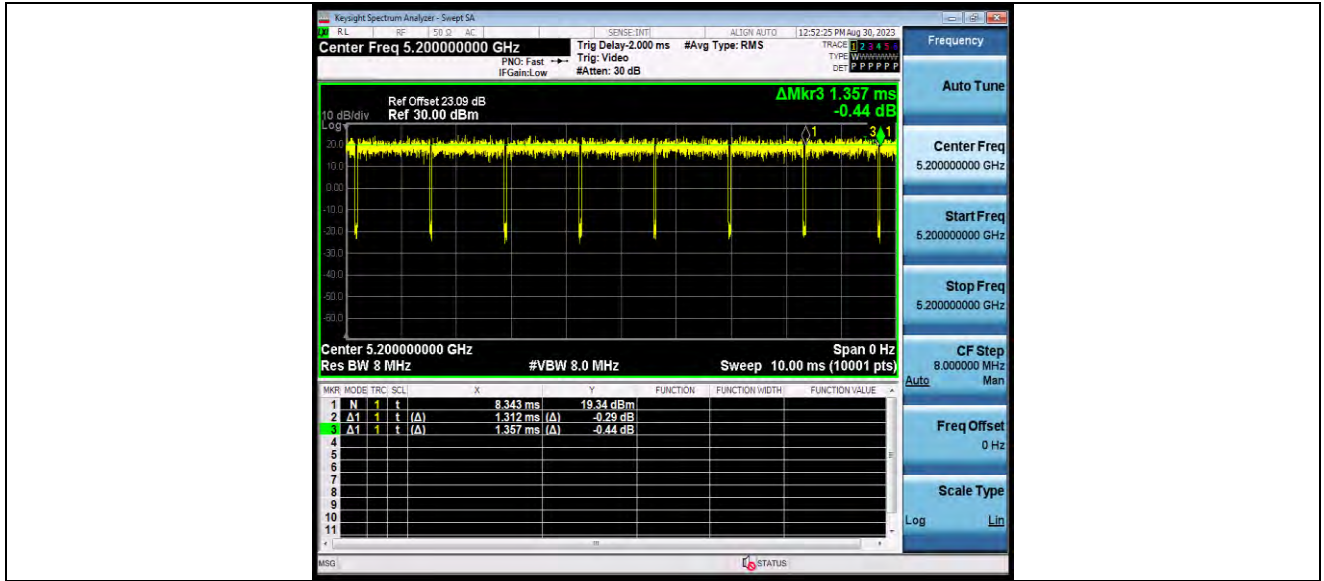 Keysight Spectrum Analyzer - Swept SA
RL RF 50 Ω AC SENSE:INT ALIGN AUTO 12:52:25 PM Aug 30, 2023
Center Freq 5.200000000 GHz
Trig Delay-2.000 ms #Avg Type: RMS
TRACE 1 2 3 4 5 6
PNO: Fast
Trig: Video
TYPE WWWWWW
IFGain:Low
#Atten: 30 dB
DET P P P P P P
Frequency
ΔMkr3 1.357 ms
-0.44 dB
Ref Offset 23.09 dB
10 dB/div Ref 30.00 dBm
Log
1 3Δ1
20.0
10.0
0.00
-10.0
-20.0
-30.0
-40.0
-50.0
-60.0
Center 5.200000000 GHz Span 0 Hz
Res BW 8 MHz #VBW 8.0 MHz Sweep 10.00 ms (10001 pts)
MKR MODE TRC SCL X Y FUNCTION FUNCTION WIDTH FUNCTION VALUE
1 N 1 t 8.343 ms 19.34 dBm
2 Δ1 1 t (Δ) 1.312 ms (Δ) -0.29 dB
3 Δ1 1 t (Δ) 1.357 ms (Δ) -0.44 dB
4
5
6
7
8
9
10
11
MSG STATUS
Auto Tune
Center Freq
5.200000000 GHz
Start Freq
5.200000000 GHz
Stop Freq
5.200000000 GHz
CF Step
8.000000 MHz
Auto Man
Freq Offset
0 Hz
Scale Type
Log Lin